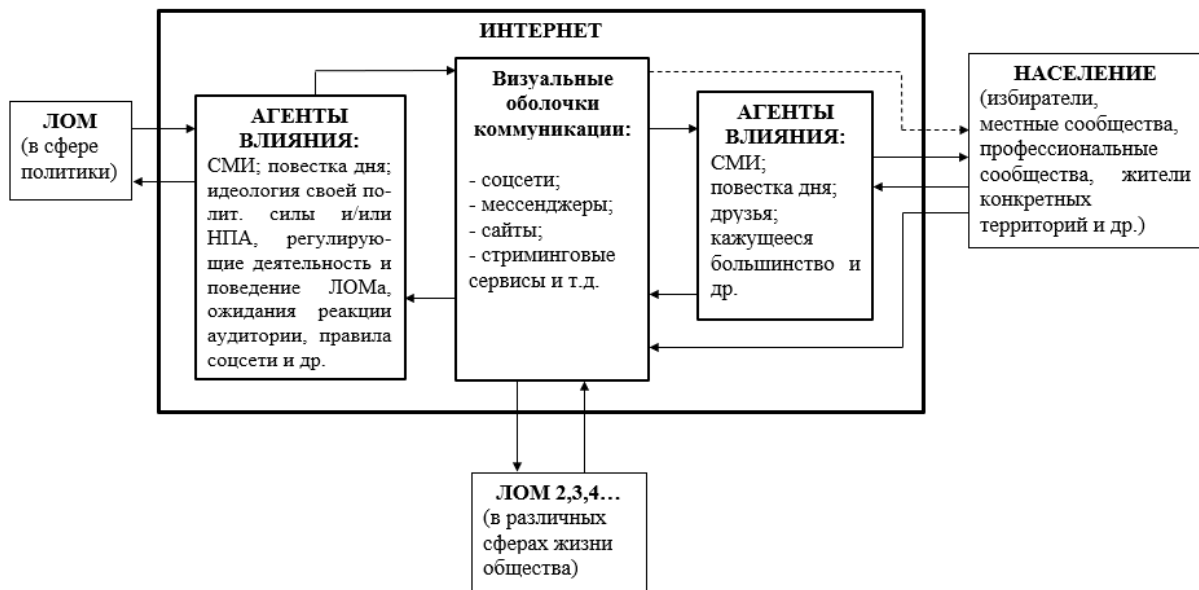 ИНТЕРНЕТ
ЛОМ
(в сфере
политики)
АГЕНТЫ
ВЛИЯНИЯ:
СМИ; повестка дня;
идеология своей по-
лит. силы и/или
НПА, регулирую-
щие деятельность и
поведение ЛОМа,
ожидания реакции
аудитории, правила
соцсети и др.
Визуальные
оболочки
коммуникации:
- соцсети;
- мессенджеры;
- сайты;
- стриминговые
сервисы и т.д.
АГЕНТЫ
ВЛИЯНИЯ:
СМИ;
повестка дня;
друзья;
кажущееся
большинство и
др.
НАСЕЛЕНИЕ
(избиратели,
местные сообщества,
профессиональные
сообщества, жители
конкретных
территорий и др.)
ЛОМ 2,3,4…
(в различных
сферах жизни
общества)